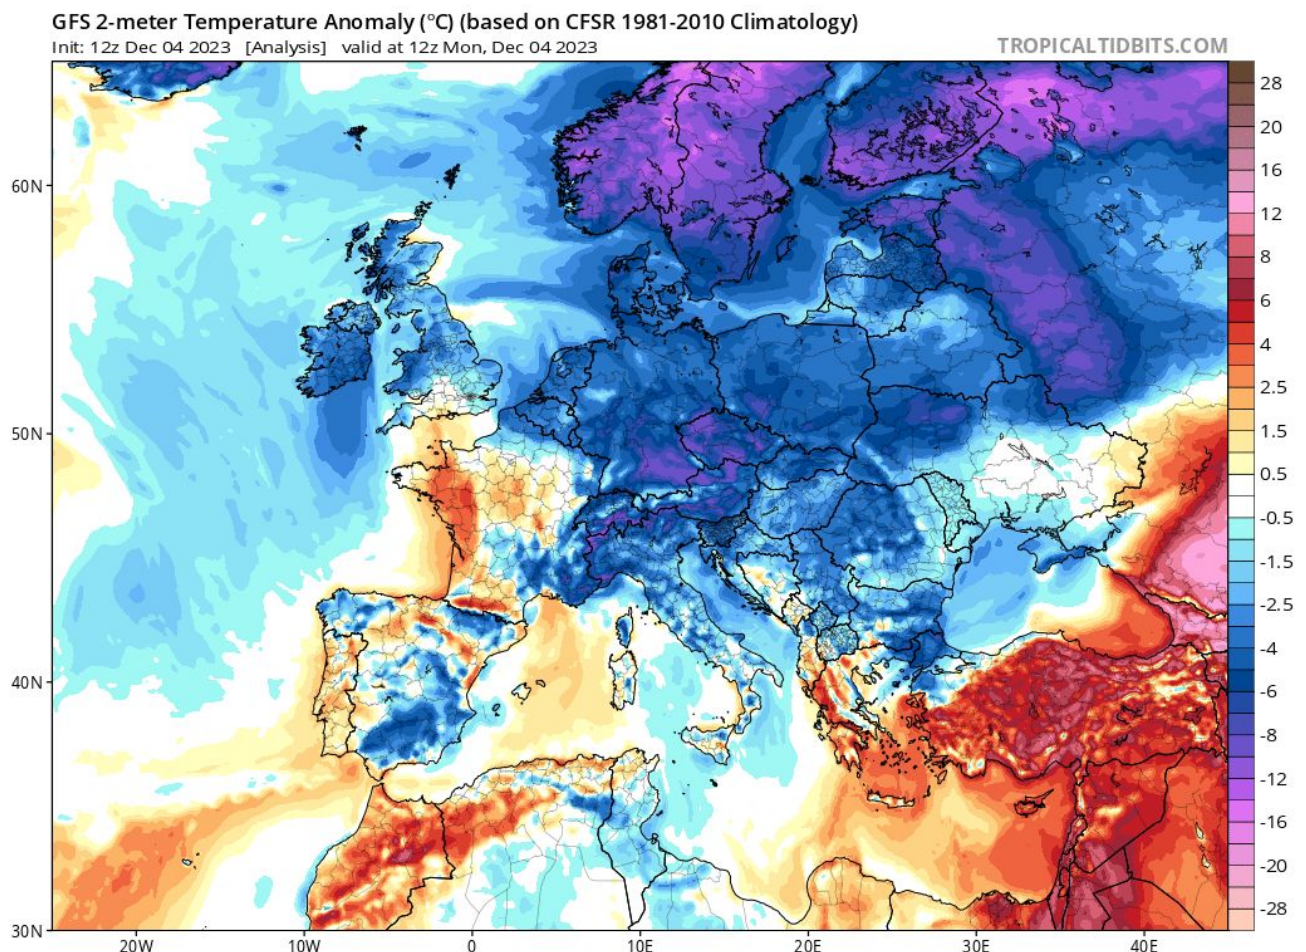 GFS 2-meter Temperature Anomaly (°C) (based on CFSR 1981-2010 Climatology)
Init: 12z Dec 04 2023 [Analysis] valid at 12z Mon, Dec 04 2023
TROPICALTIDBITS.COM
28
20
16
12
8
6
4
2.5
1.5
0.5
-0.5
-1.5
-2.5
-4
-6
-8
-12
-16
-20
-28
60N
50N
40N
30N
20W
10W
0
10E
20E
30E
40E